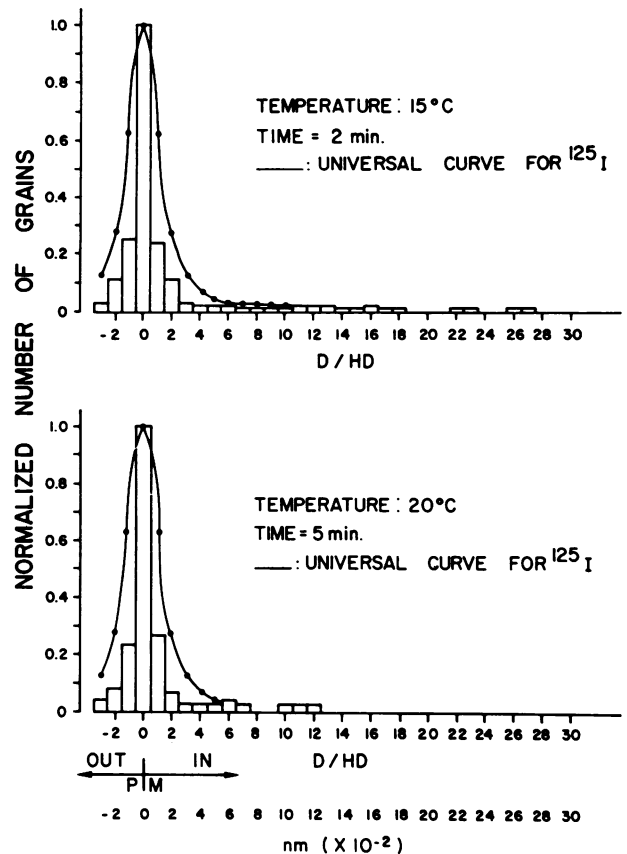 NORMALIZED NUMBER OF GRAINS
1.0
0.8
0.6
0.4
0.2
0
TEMPERATURE: 15°C
TIME = 2 min.
——: UNIVERSAL CURVE FOR 125I
-2 0 2 4 6 8 10 12 14 16 18 20 22 24 26 28 30
D/HD
1.0
0.8
0.6
0.4
0.2
0
TEMPERATURE: 20°C
TIME = 5 min.
——: UNIVERSAL CURVE FOR 125I
-2 0 2 4 6 8 10 12 14 16 18 20 22 24 26 28 30
OUT IN D/HD
P M
-2 0 2 4 6 8 10 12 14 16 18 20 22 24 26 28 30
nm (X 10-2)